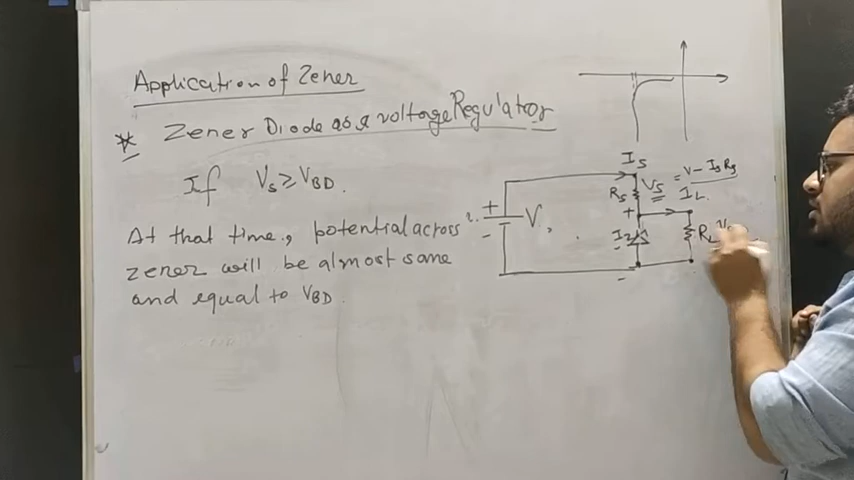 Application of Zener
* Zener Diode as a voltage Regulator
If Vs ≥ VBD.
At that time, potential across
zener will be almost same
and equal to VBD.
Is
Vs = V - IsRs
Rs
IL
+
+
V
-
Iz
RL
-